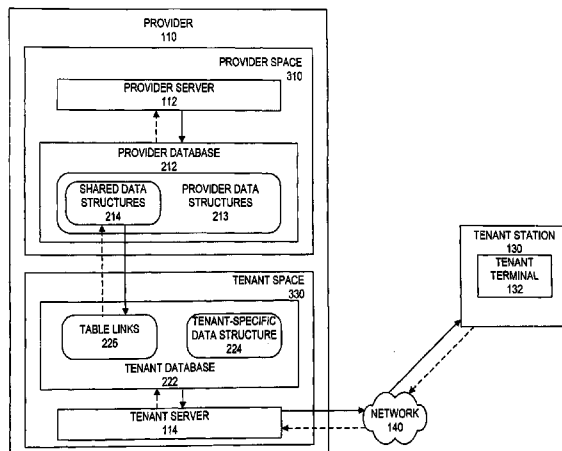 PROVIDER
110
PROVIDER SPACE
310
PROVIDER SERVER
112
PROVIDER DATABASE
212
SHARED DATA
STRUCTURES
214
PROVIDER DATA
STRUCTURES
213
TENANT SPACE
330
TABLE LINKS
225
TENANT-SPECIFIC
DATA STRUCTURE
224
TENANT DATABASE
222
TENANT SERVER
114
TENANT STATION
130
TENANT
TERMINAL
132
NETWORK
140